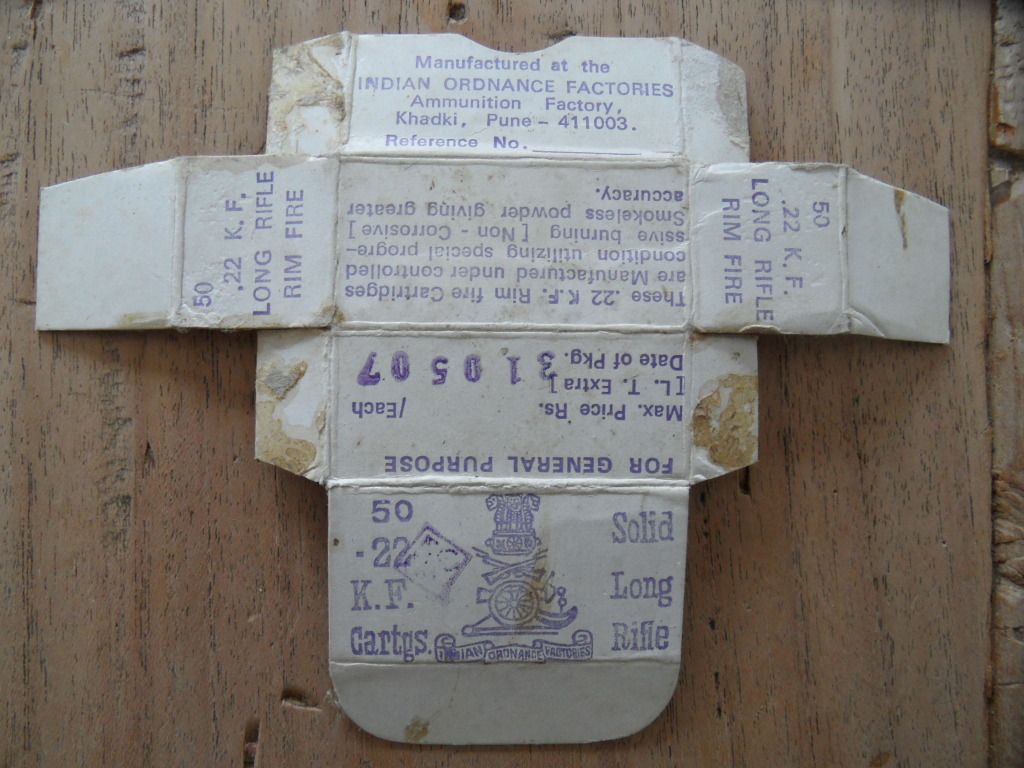 Manufactured at the
INDIAN ORDNANCE FACTORIES
Ammunition Factory,
Khadki, Pune - 411003.
Reference No.
50
.22 K.F.
LONG RIFLE
RIM FIRE
These .22 K.F. Rim fire Cartridges
are Manufactured under controlled
condition utilizing special progre-
ssive burning [Non - Corrosive]
Smokeless powder giving greater
accuracy.
50
.22 K.F.
LONG RIFLE
RIM FIRE
FOR GENERAL PURPOSE
Max. Price Rs. /Each
[L. T. Extra]
Date of Pkg. 310507
50
.22
K.F.
Cartgs.
Solid
Long
Rifle
INDIAN ORDNANCE FACTORIES